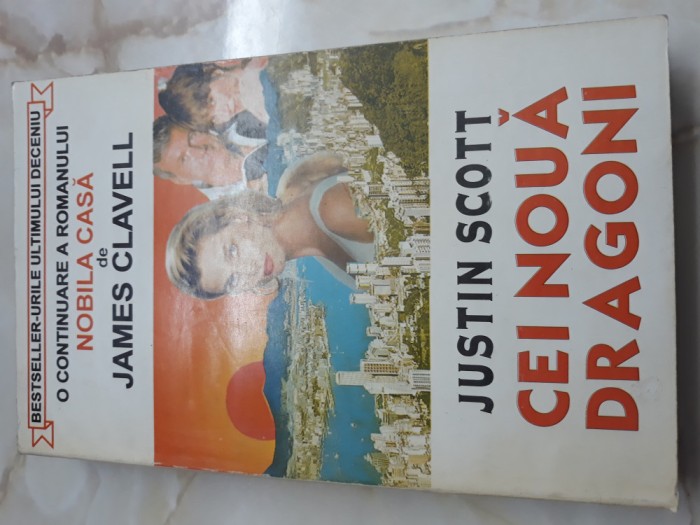 BESTSELLER-URILE ULTIMULUI DECENIU
O CONTINUARE A ROMANULUI
NOBILA CASĂ
de
JAMES CLAVELL
JUSTIN SCOTT
CEI NOUĂ
DRAGONI